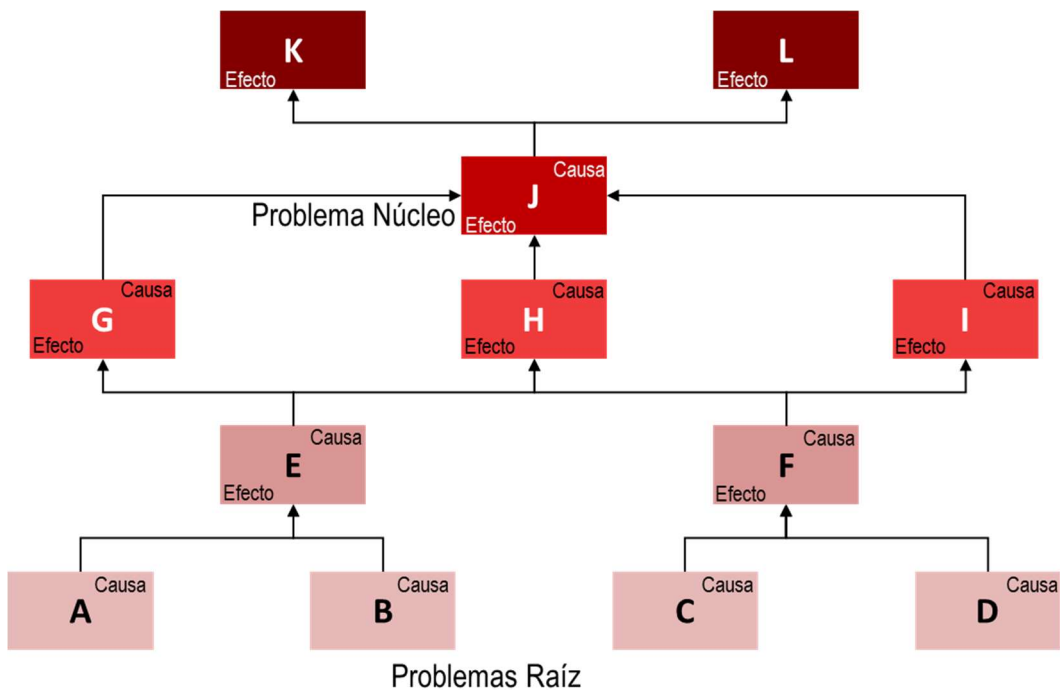 K
Efecto
L
Efecto
Causa
J
Efecto
Problema Núcleo
Causa
G
Efecto
Causa
H
Efecto
Causa
I
Efecto
Causa
E
Efecto
Causa
F
Efecto
Causa
A
Causa
B
Causa
C
Causa
D
Problemas Raíz